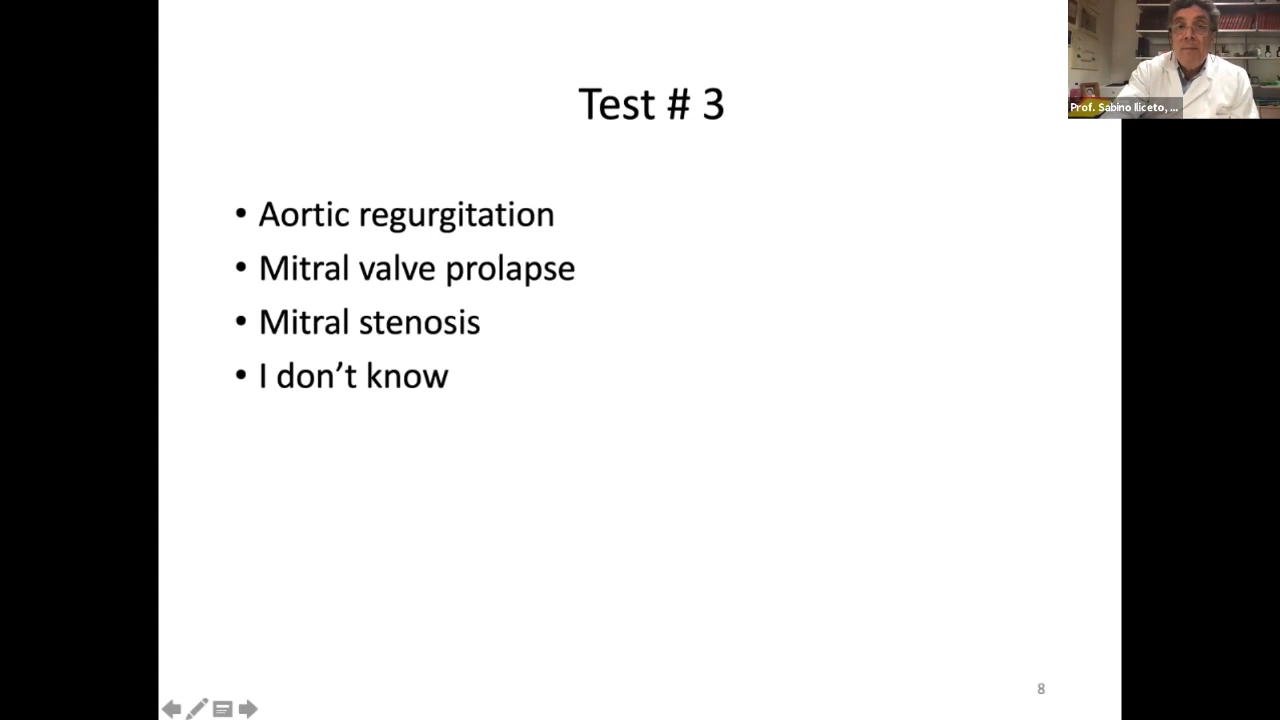 Prof. Sabino Iliceto, ...
Test # 3
• Aortic regurgitation
• Mitral valve prolapse
• Mitral stenosis
• I don’t know
8